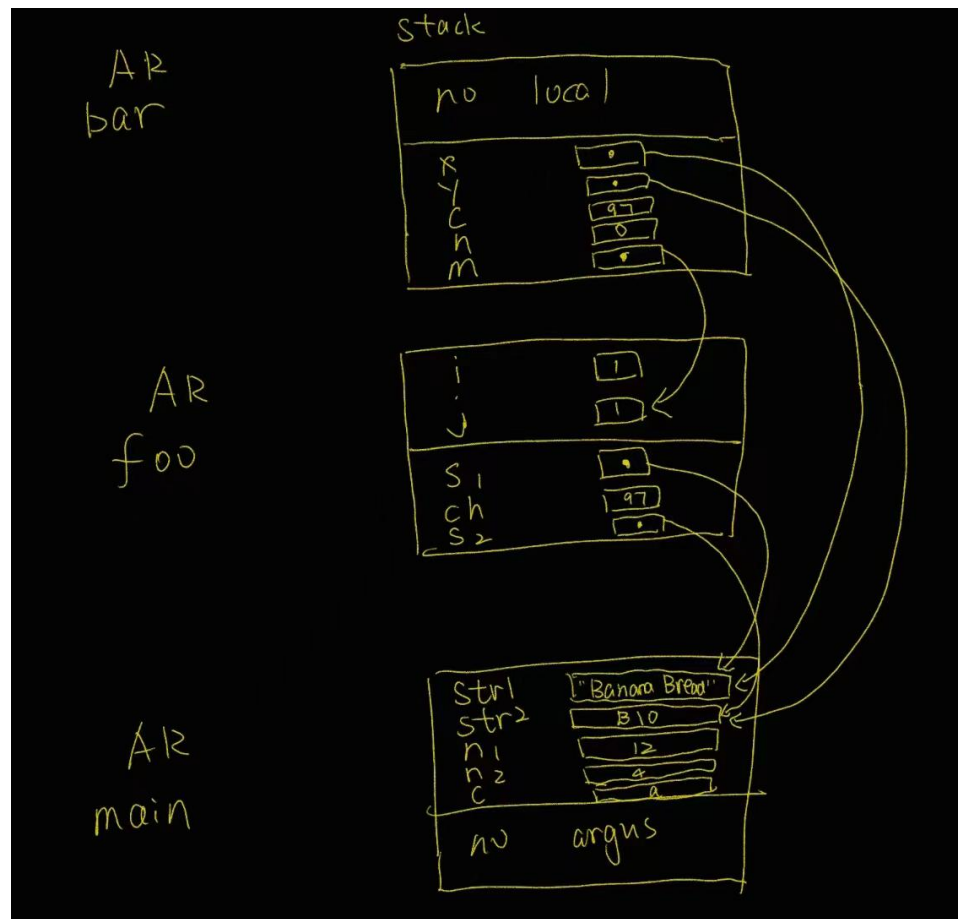 stack
AR
bar
no local
x
y
c 97
n 0
m
AR
foo
i 1
j 1
S1
ch 97
S2
AR
main
str1 "Banana Bread"
str2 B10
n1 12
n2 4
c a
no argus